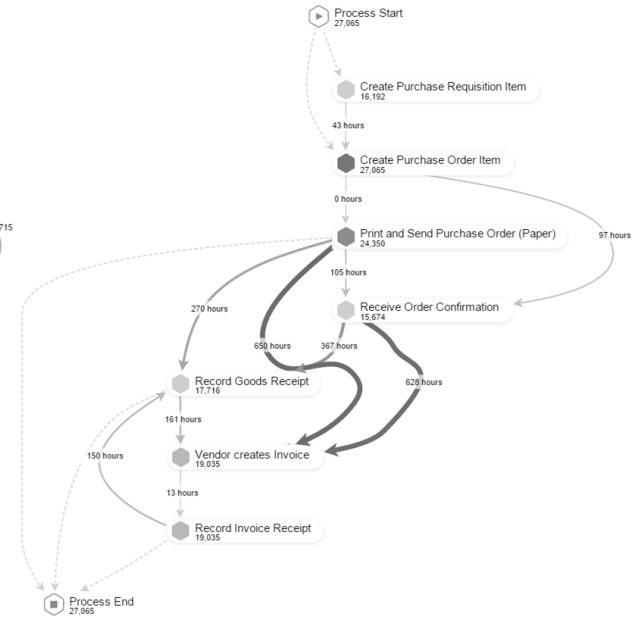 Process Start
27,065
Create Purchase Requisition Item
16,192
43 hours
Create Purchase Order Item
27,065
0 hours
715
Print and Send Purchase Order (Paper)
24,350
97 hours
105 hours
Receive Order Confirmation
15,674
270 hours
650 hours
367 hours
Record Goods Receipt
17,716
628 hours
161 hours
Vendor creates Invoice
19,035
150 hours
13 hours
Record Invoice Receipt
19,035
Process End
27,065